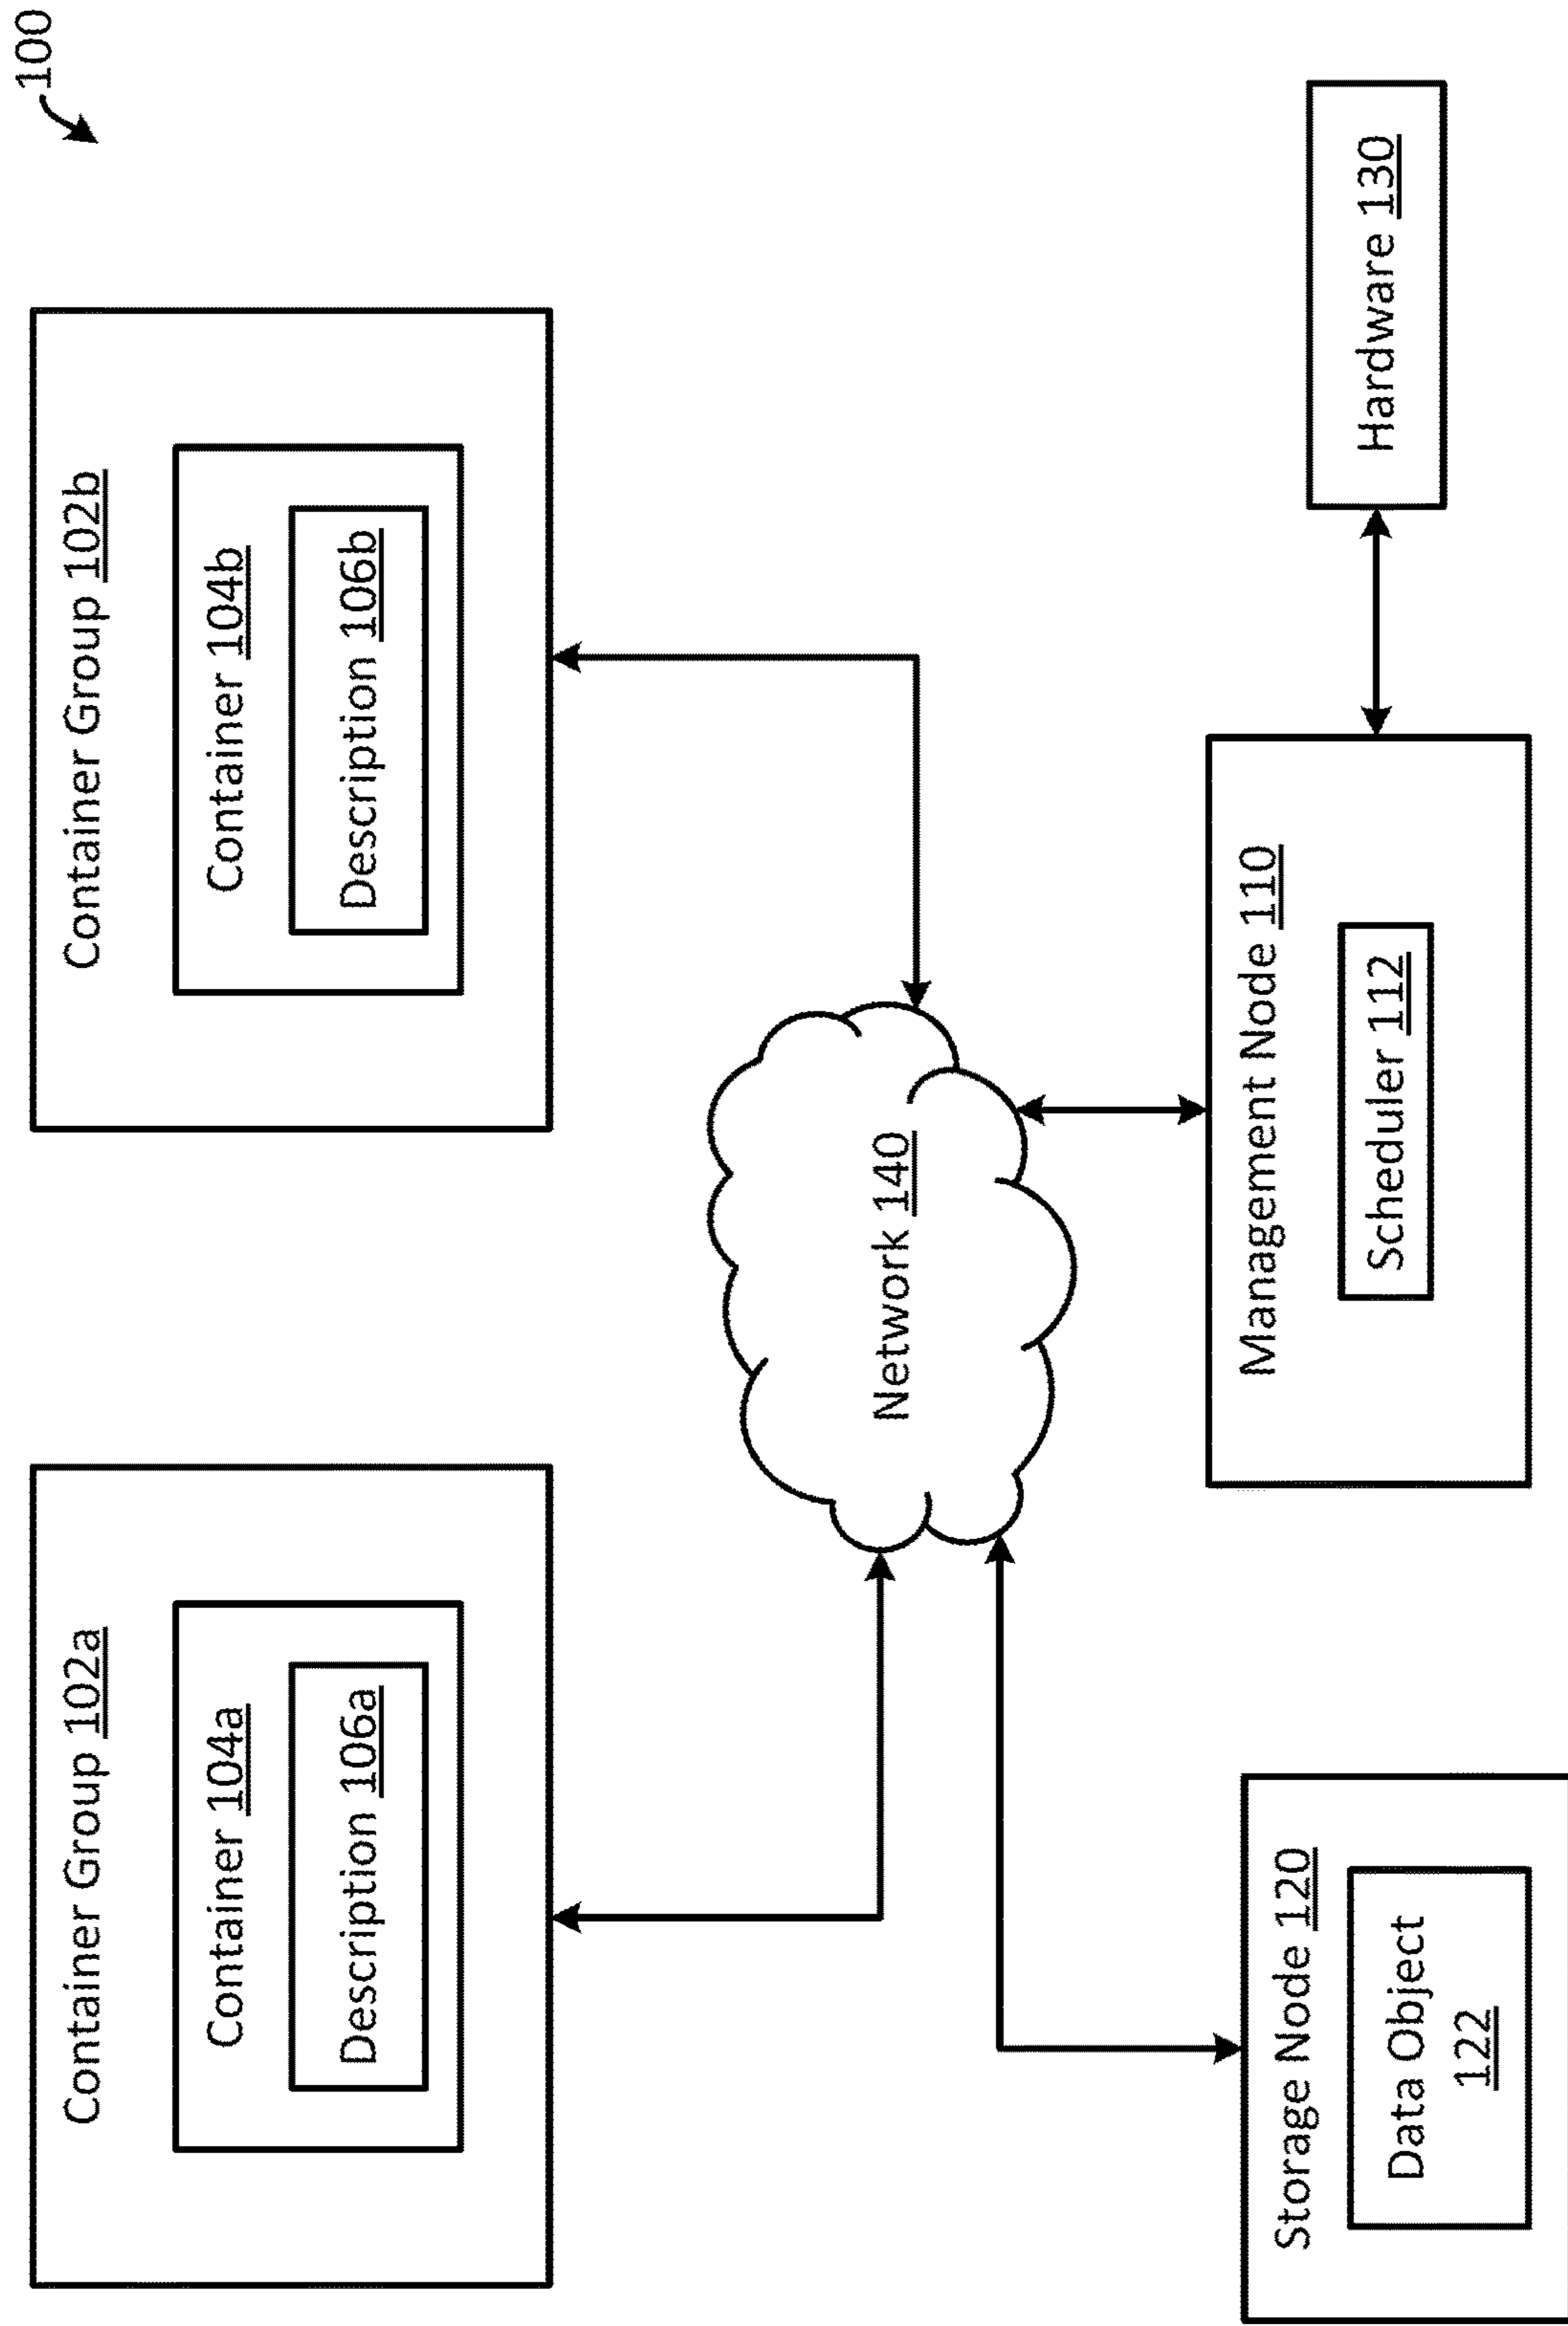 100
Container Group 102a
Container 104a
Description 106a
Container Group 102b
Container 104b
Description 106b
Network 140
Storage Node 120
Data Object
122
Management Node 110
Scheduler 112
Hardware 130